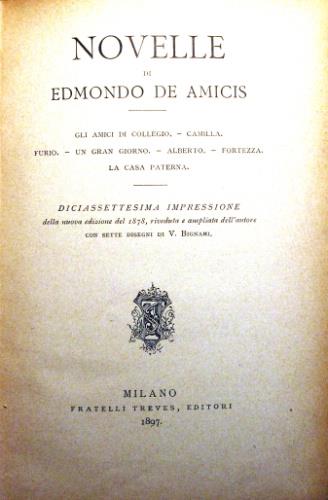 NOVELLE
DI
EDMONDO DE AMICIS
GLI AMICI DI COLLEGIO. – CAMILLA.
FURIO. – UN GRAN GIORNO. – ALBERTO. – FORTEZZA.
LA CASA PATERNA.
DICIASSETTESIMA IMPRESSIONE
della nuova edizione del 1878, riveduta e ampliata dell'autore
CON SETTE DISEGNI DI V. BIGNAMI.
MILANO
FRATELLI TREVES, EDITORI
1897.